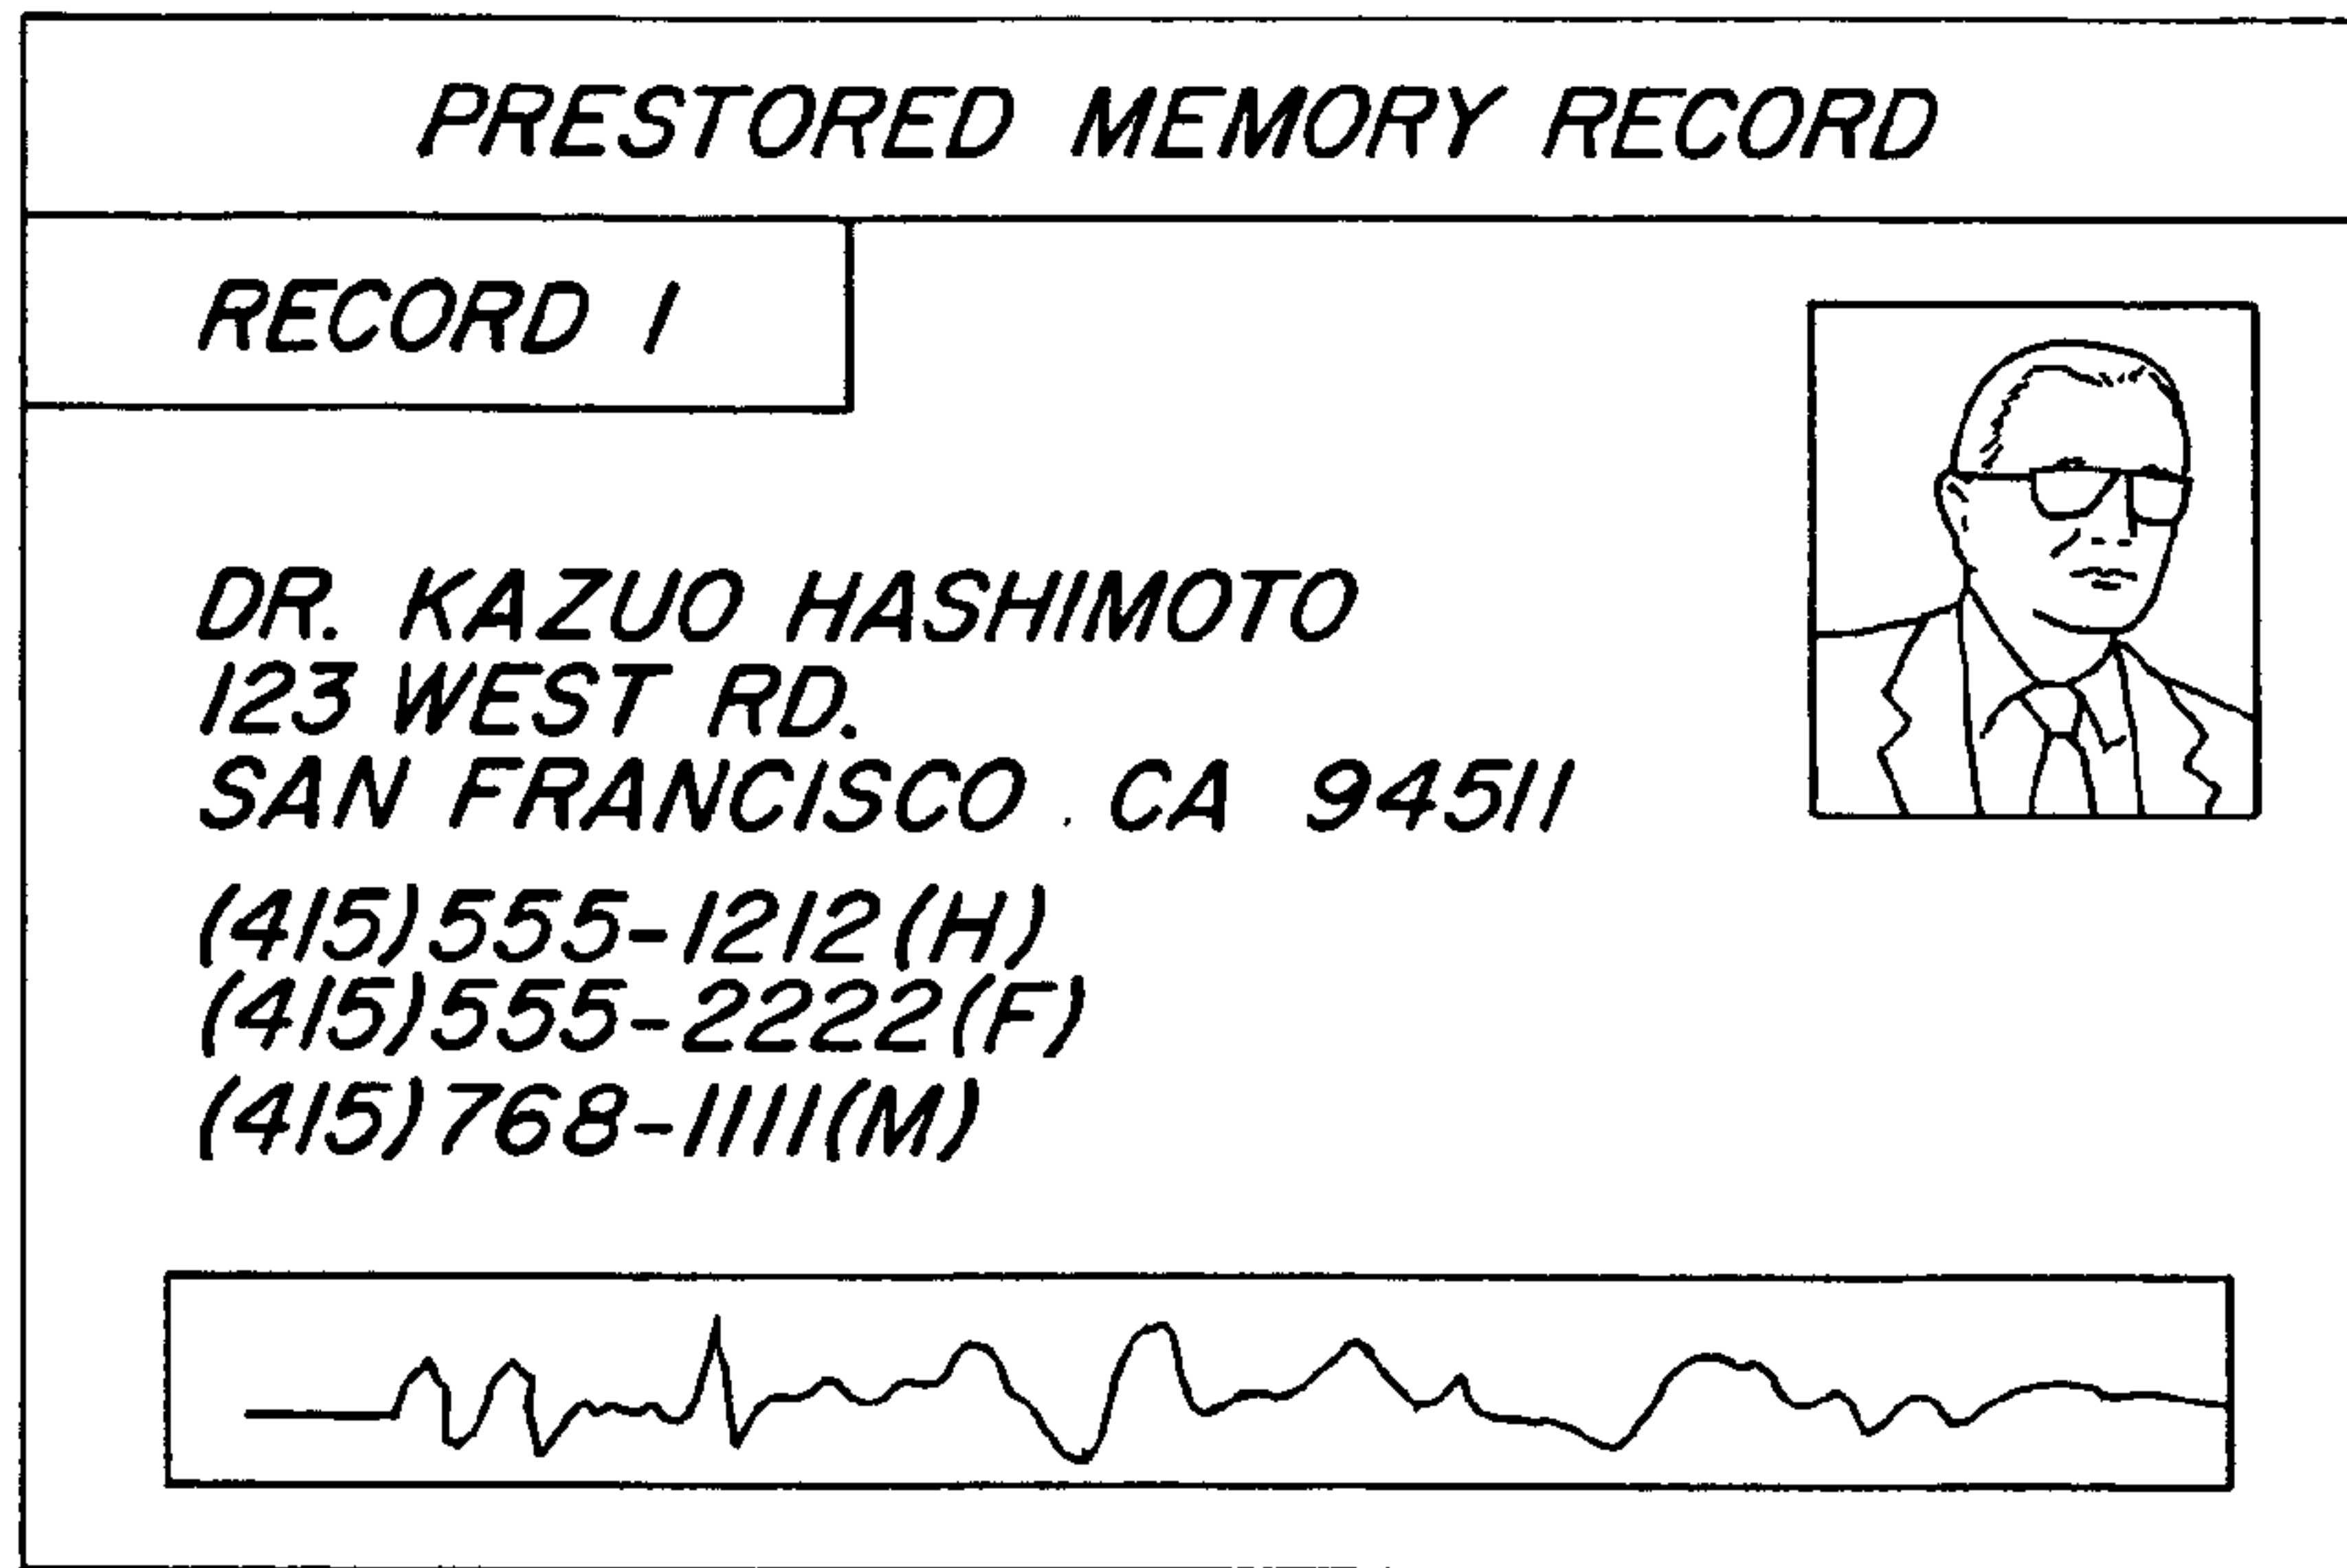 PRESTORED MEMORY RECORD
RECORD 1
DR. KAZUO HASHIMOTO
123 WEST RD.
SAN FRANCISCO, CA 94511
(415)555-1212(H)
(415)555-2222(F)
(415)768-1111(M)